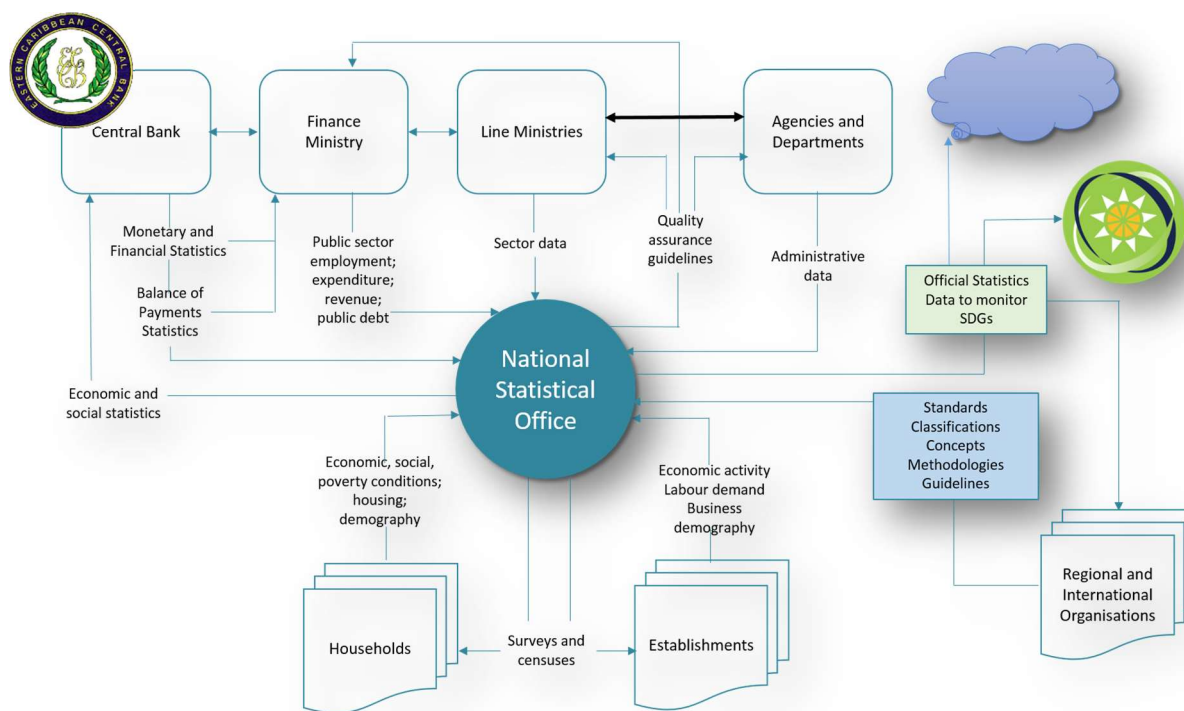 EASTERN CARIBBEAN CENTRAL BANK
Central Bank
Finance
Ministry
Line Ministries
Agencies and
Departments
Monetary and
Financial Statistics
Balance of
Payments
Statistics
Public sector
employment;
expenditure;
revenue;
public debt
Sector data
Quality
assurance
guidelines
Administrative
data
Official Statistics
Data to monitor
SDGs
National
Statistical
Office
Economic and
social statistics
Standards
Classifications
Concepts
Methodologies
Guidelines
Economic, social,
poverty conditions;
housing;
demography
Economic activity
Labour demand
Business
demography
Regional and
International
Organisations
Households
Surveys and
censuses
Establishments